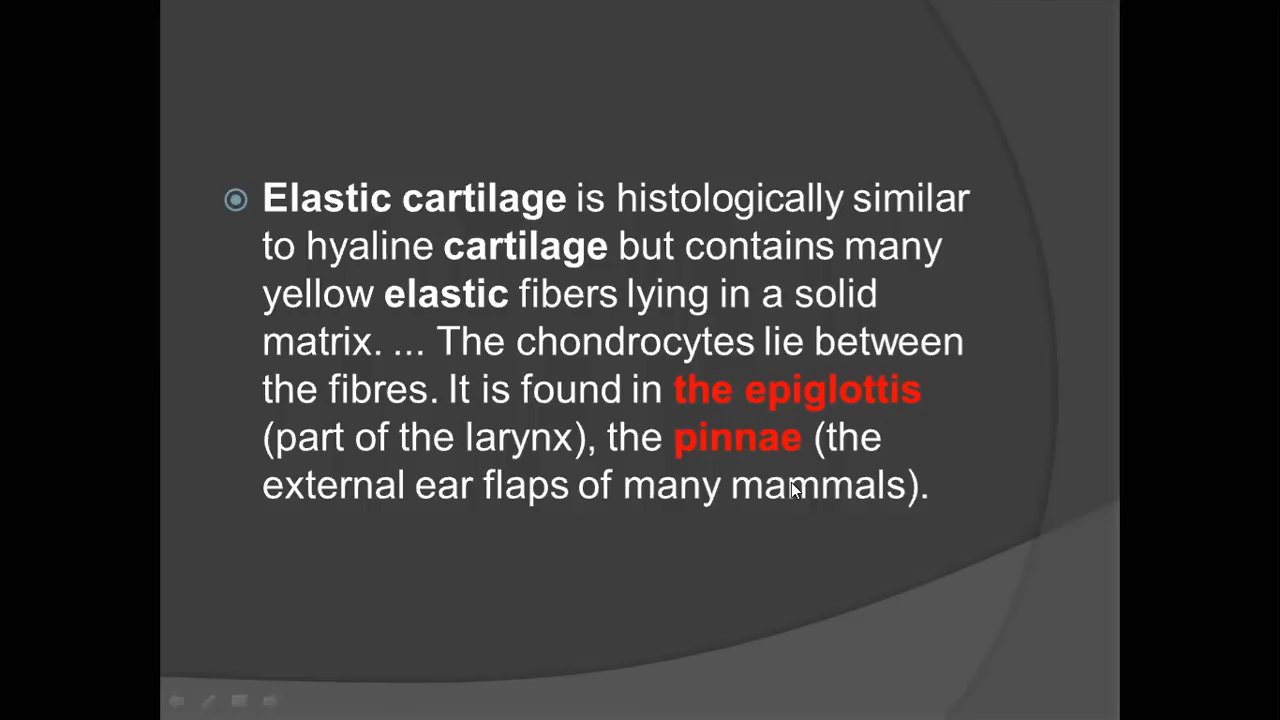 Elastic cartilage is histologically similar
to hyaline cartilage but contains many
yellow elastic fibers lying in a solid
matrix. ... The chondrocytes lie between
the fibres. It is found in the epiglottis
(part of the larynx), the pinnae (the
external ear flaps of many mammals).